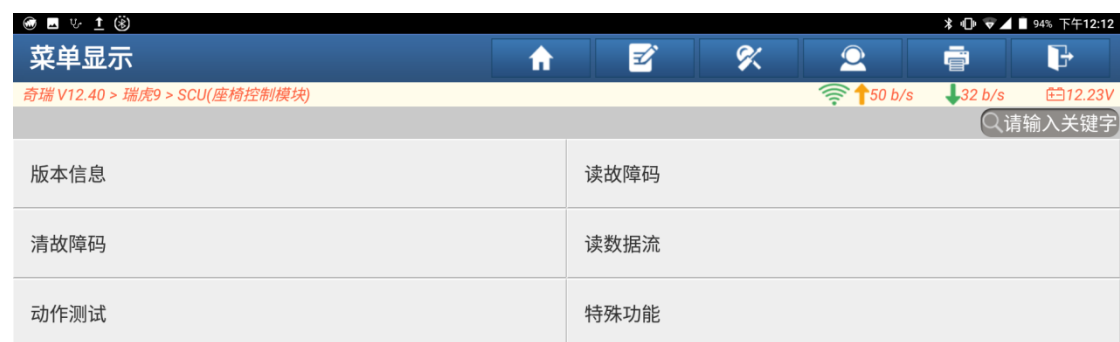 94% 下午12:12
菜单显示
奇瑞 V12.40 > 瑞虎9 > SCU(座椅控制模块) 50 b/s 32 b/s 12.23V
请输入关键字
版本信息 读故障码
清故障码 读数据流
动作测试 特殊功能